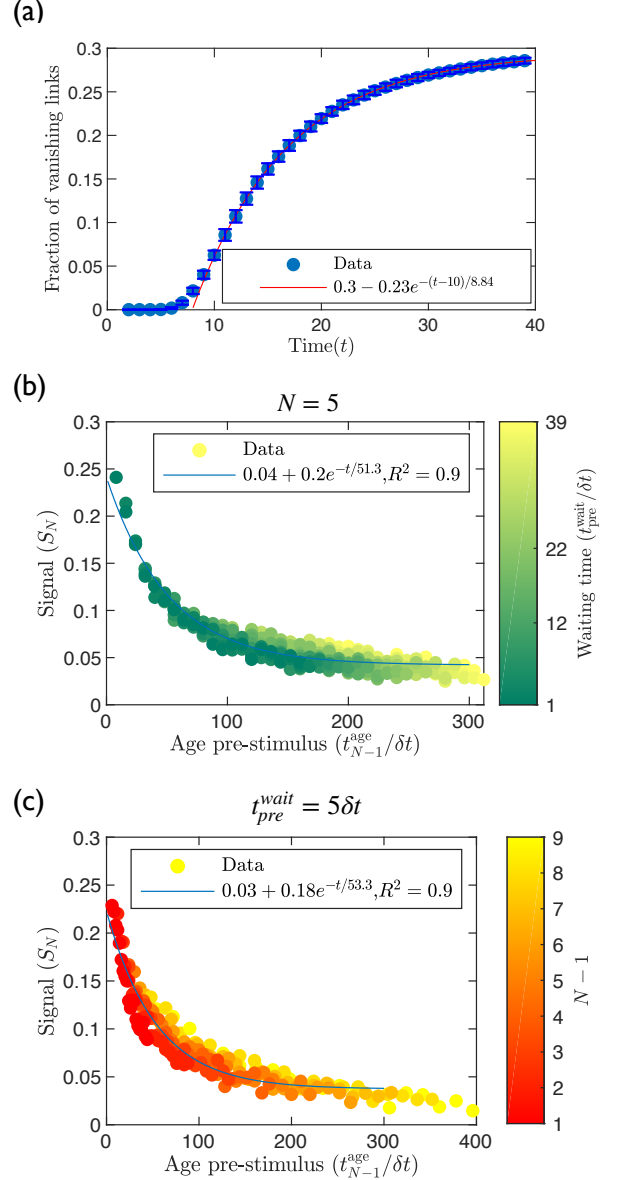 (a)
0.3
0.25
0.2
0.15
0.1
0.05
0
Fraction of vanishing links
Data
0.3 − 0.23e^{−(t−10)/8.84}
0 10 20 30 40
Time(t)
(b)
N = 5
0.3
0.25
0.2
0.15
0.1
0.05
0
Signal (S_N)
Data
0.04 + 0.2e^{−t/51.3},R² = 0.9
0 100 200 300
Age pre-stimulus (t^{age}_{N−1}/δt)
39
22
12
1
Waiting time (t^{wait}_{pre}/δt)
(c)
t^{wait}_{pre} = 5δt
0.3
0.25
0.2
0.15
0.1
0.05
0
Signal (S_N)
Data
0.03 + 0.18e^{−t/53.3},R² = 0.9
0 100 200 300 400
Age pre-stimulus (t^{age}_{N−1}/δt)
9
8
7
6
5
4
3
2
1
N − 1